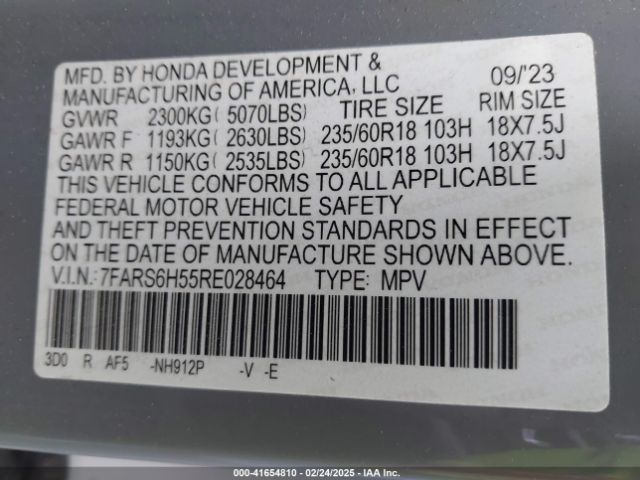 MFD. BY HONDA DEVELOPMENT &
MANUFACTURING OF AMERICA, LLC 09/'23
GVWR 2300KG( 5070LBS) TIRE SIZE RIM SIZE
GAWR F 1193KG( 2630LBS) 235/60R18 103H 18X7.5J
GAWR R 1150KG( 2535LBS) 235/60R18 103H 18X7.5J
THIS VEHICLE CONFORMS TO ALL APPLICABLE
FEDERAL MOTOR VEHICLE SAFETY
AND THEFT PREVENTION STANDARDS IN EFFECT
ON THE DATE OF MANUFACTURE SHOWN ABOVE.
V.I.N.:7FARS6H55RE028464 TYPE: MPV
3D0 R AF5 -NH912P -V -E
000-41654810 - 02/24/2025 - IAA Inc.